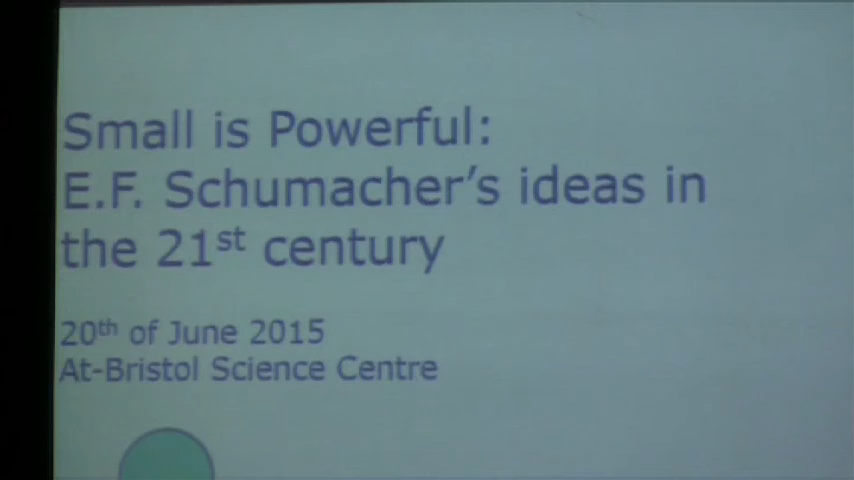 Small is Powerful:
E.F. Schumacher's ideas in
the 21st century
20th of June 2015
At-Bristol Science Centre